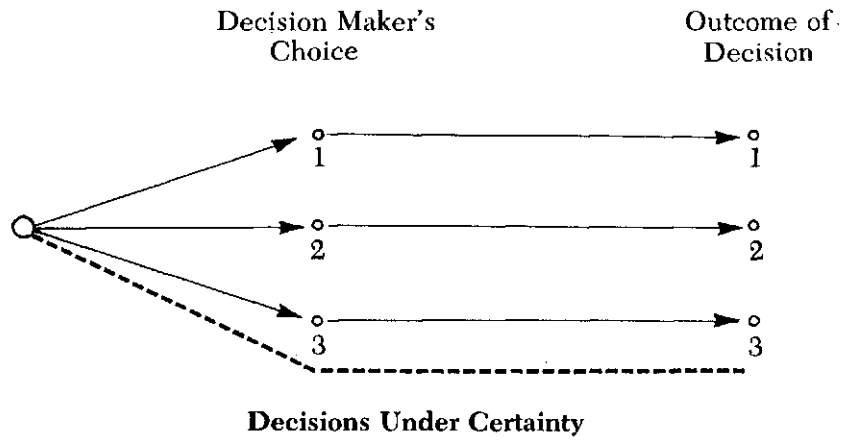 Decision Maker's
Choice
Outcome of
Decision
1
1
2
2
3
3
Decisions Under Certainty